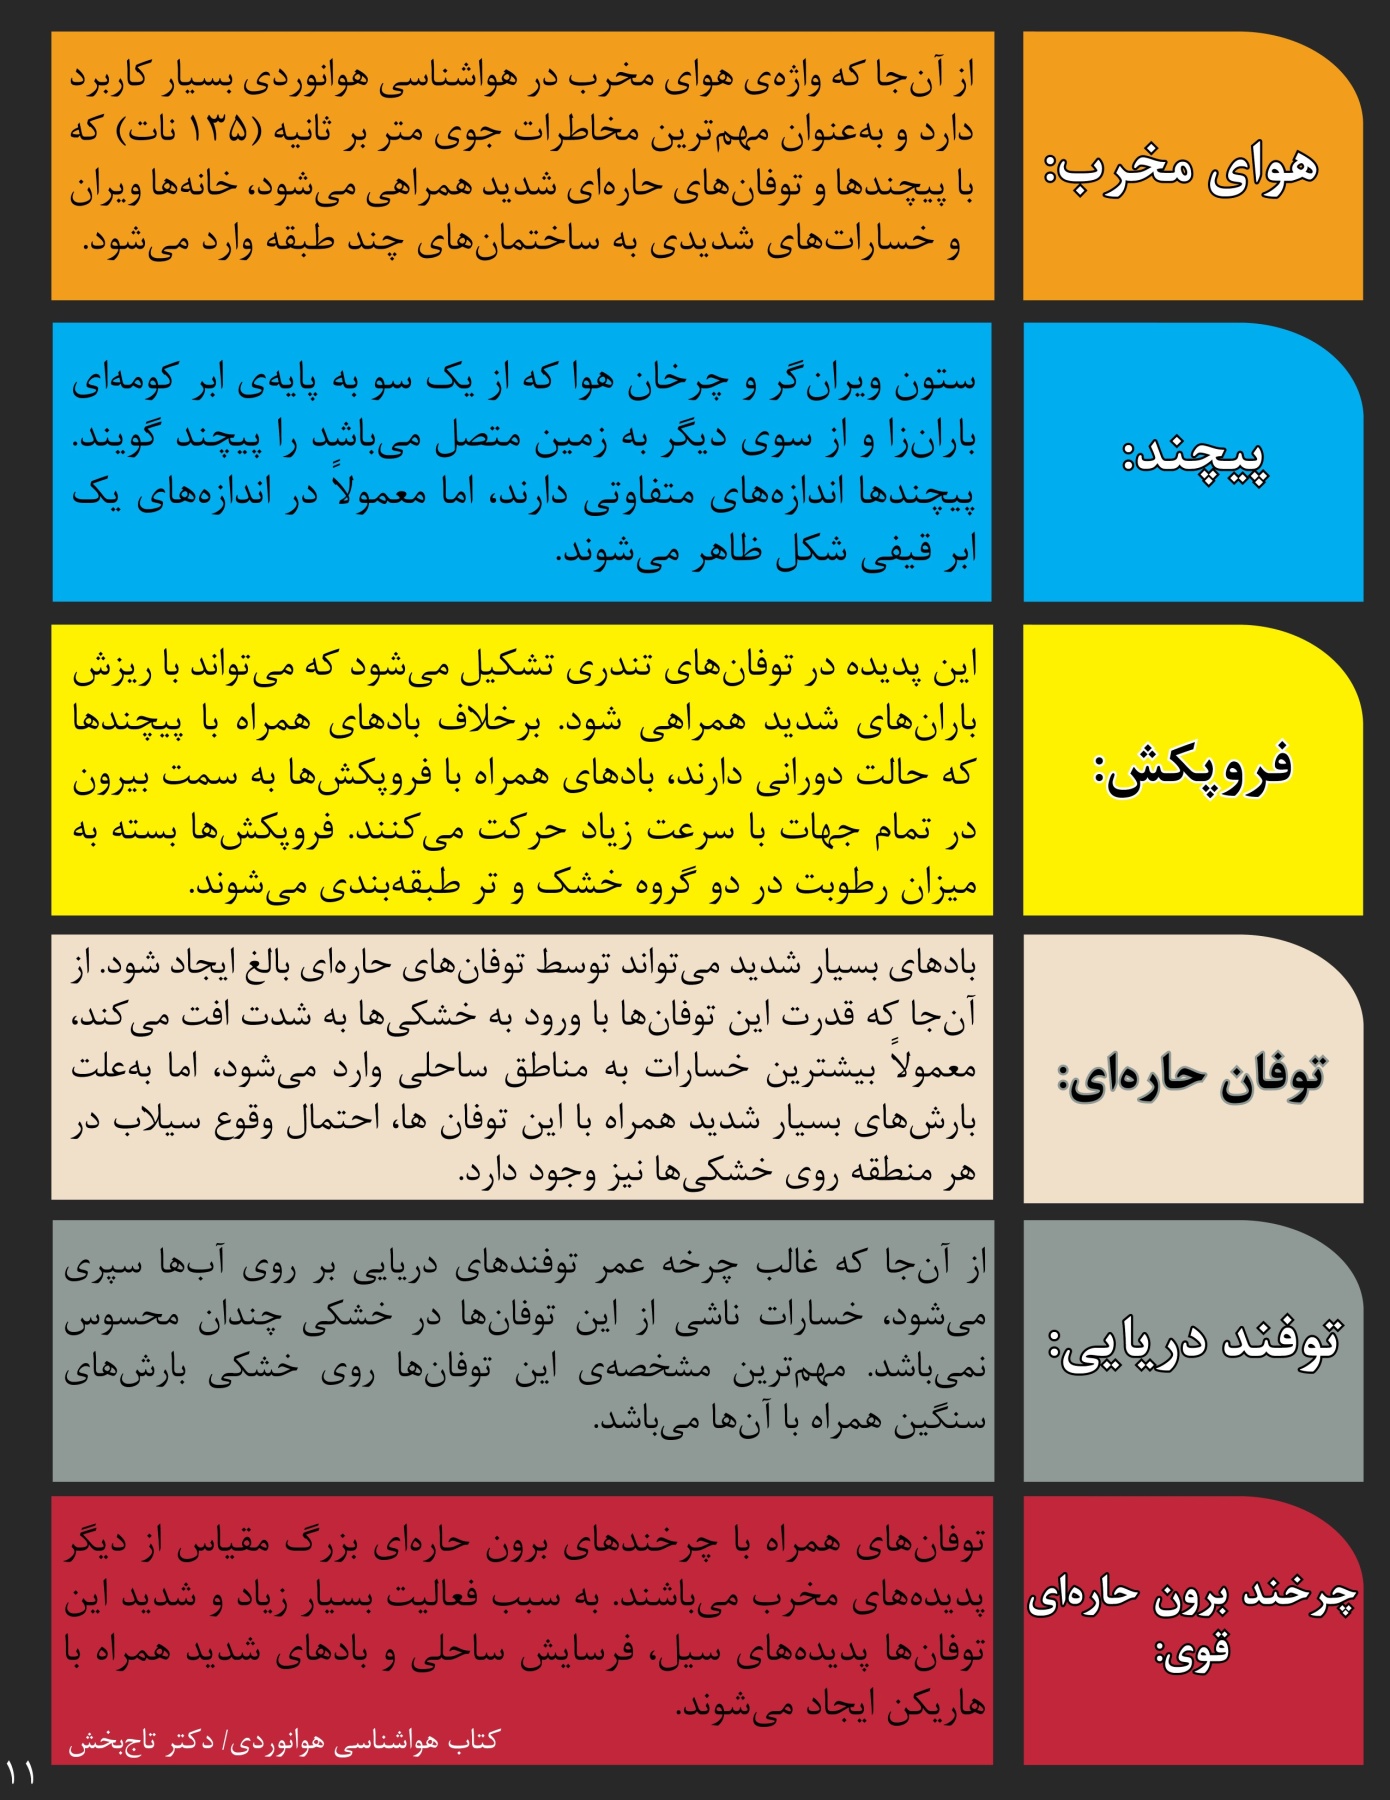 هوای مخرب:
از آن‌جا که واژه‌ی هوای مخرب در هواشناسی هوانوردی بسیار کاربرد
دارد و به‌عنوان مهم‌ترین مخاطرات جوی متر بر ثانیه (۱۳۵ نات) که
با پیچندها و توفان‌های حاره‌ای شدید همراهی می‌شود، خانه‌ها ویران
و خسارات‌های شدیدی به ساختمان‌های چند طبقه وارد می‌شود.
پیچند:
ستون ویران‌گر و چرخان هوا که از یک سو به پایه‌ی ابر کومه‌ای
باران‌زا و از سوی دیگر به زمین متصل می‌باشد را پیچند گویند.
پیچندها اندازه‌های متفاوتی دارند، اما معمولاً در اندازه‌های یک
ابر قیفی شکل ظاهر می‌شوند.
فروپکش:
این پدیده در توفان‌های تندری تشکیل می‌شود که می‌تواند با ریزش
باران‌های شدید همراهی شود. برخلاف بادهای همراه با پیچندها
که حالت دورانی دارند، بادهای همراه با فروپکش‌ها به سمت بیرون
در تمام جهات با سرعت زیاد حرکت می‌کنند. فروپکش‌ها بسته به
میزان رطوبت در دو گروه خشک و تر طبقه‌بندی می‌شوند.
توفان حاره‌ای:
بادهای بسیار شدید می‌تواند توسط توفان‌های حاره‌ای بالغ ایجاد شود. از
آن‌جا که قدرت این توفان‌ها با ورود به خشکی‌ها به شدت افت می‌کند،
معمولاً بیشترین خسارات به مناطق ساحلی وارد می‌شود، اما به‌علت
بارش‌های بسیار شدید همراه با این توفان ها، احتمال وقوع سیلاب در
هر منطقه روی خشکی‌ها نیز وجود دارد.
توفند دریایی:
از آن‌جا که غالب چرخه عمر توفندهای دریایی بر روی آب‌ها سپری
می‌شود، خسارات ناشی از این توفان‌ها در خشکی چندان محسوس
نمی‌باشد. مهم‌ترین مشخصه‌ی این توفان‌ها روی خشکی بارش‌های
سنگین همراه با آن‌ها می‌باشد.
چرخند برون حاره‌ای
قوی:
توفان‌های همراه با چرخندهای برون حاره‌ای بزرگ مقیاس از دیگر
پدیده‌های مخرب می‌باشند. به سبب فعالیت بسیار زیاد و شدید این
توفان‌ها پدیده‌های سیل، فرسایش ساحلی و بادهای شدید همراه با
هاریکن ایجاد می‌شوند.
کتاب هواشناسی هوانوردی/ دکتر تاج‌بخش
۱۱